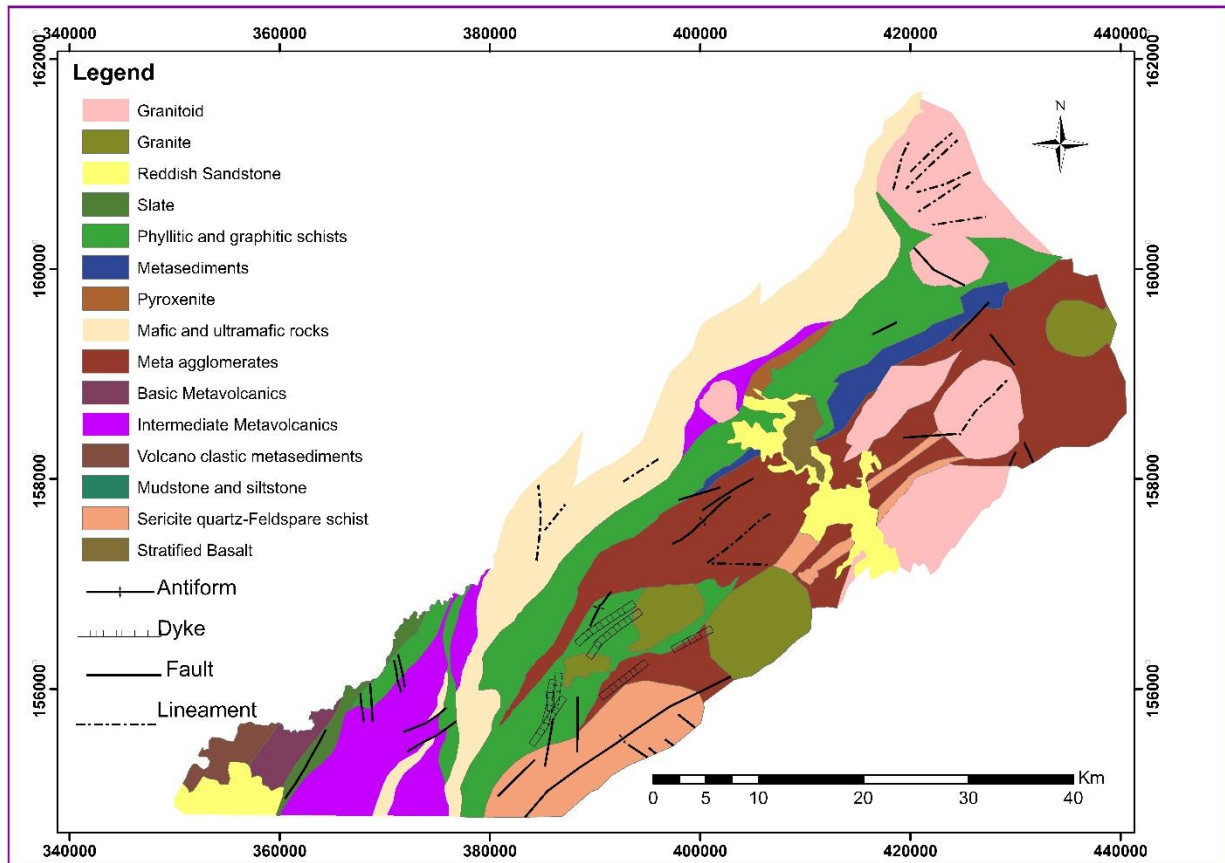 340000 360000 380000 400000 420000 440000
162000
160000
158000
156000
Legend
N
Granitoid
Granite
Reddish Sandstone
Slate
Phyllitic and graphitic schists
Metasediments
Pyroxenite
Mafic and ultramafic rocks
Meta agglomerates
Basic Metavolcanics
Intermediate Metavolcanics
Volcano clastic metasediments
Mudstone and siltstone
Sericite quartz-Feldspare schist
Stratified Basalt
Antiform
Dyke
Fault
Lineament
162000
160000
158000
156000
Km
0 5 10 20 30 40
340000 360000 380000 400000 420000 440000